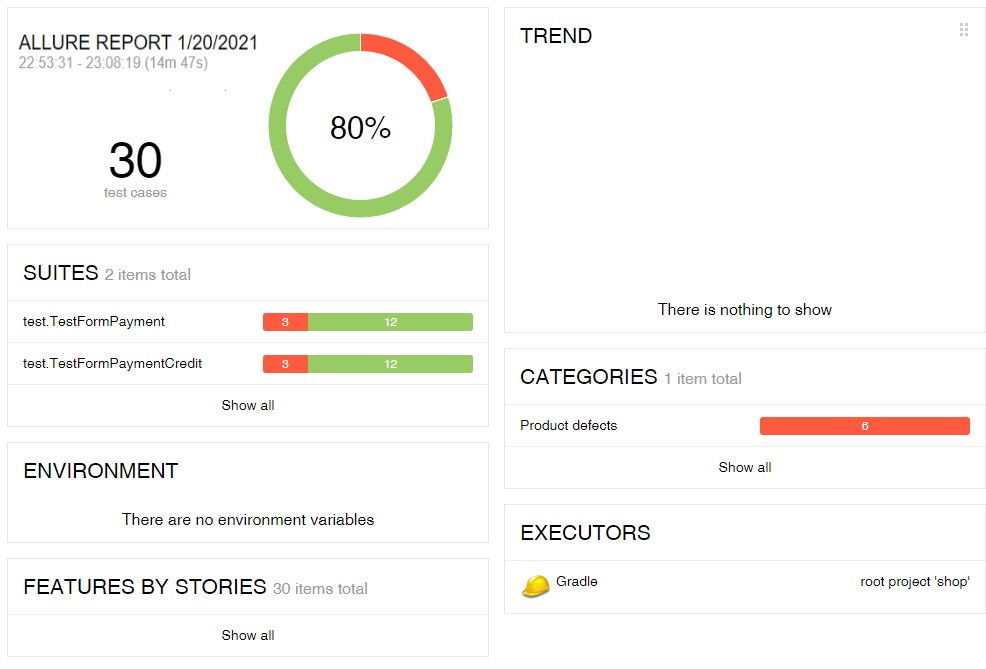 ALLURE REPORT 1/20/2021
22:53:31 - 23:08:19 (14m 47s)
30
test cases
80%
SUITES 2 items total
test.TestFormPayment 3 12
test.TestFormPaymentCredit 3 12
Show all
ENVIRONMENT
There are no environment variables
FEATURES BY STORIES 30 items total
Show all
TREND
There is nothing to show
CATEGORIES 1 item total
Product defects 6
Show all
EXECUTORS
Gradle root project 'shop'